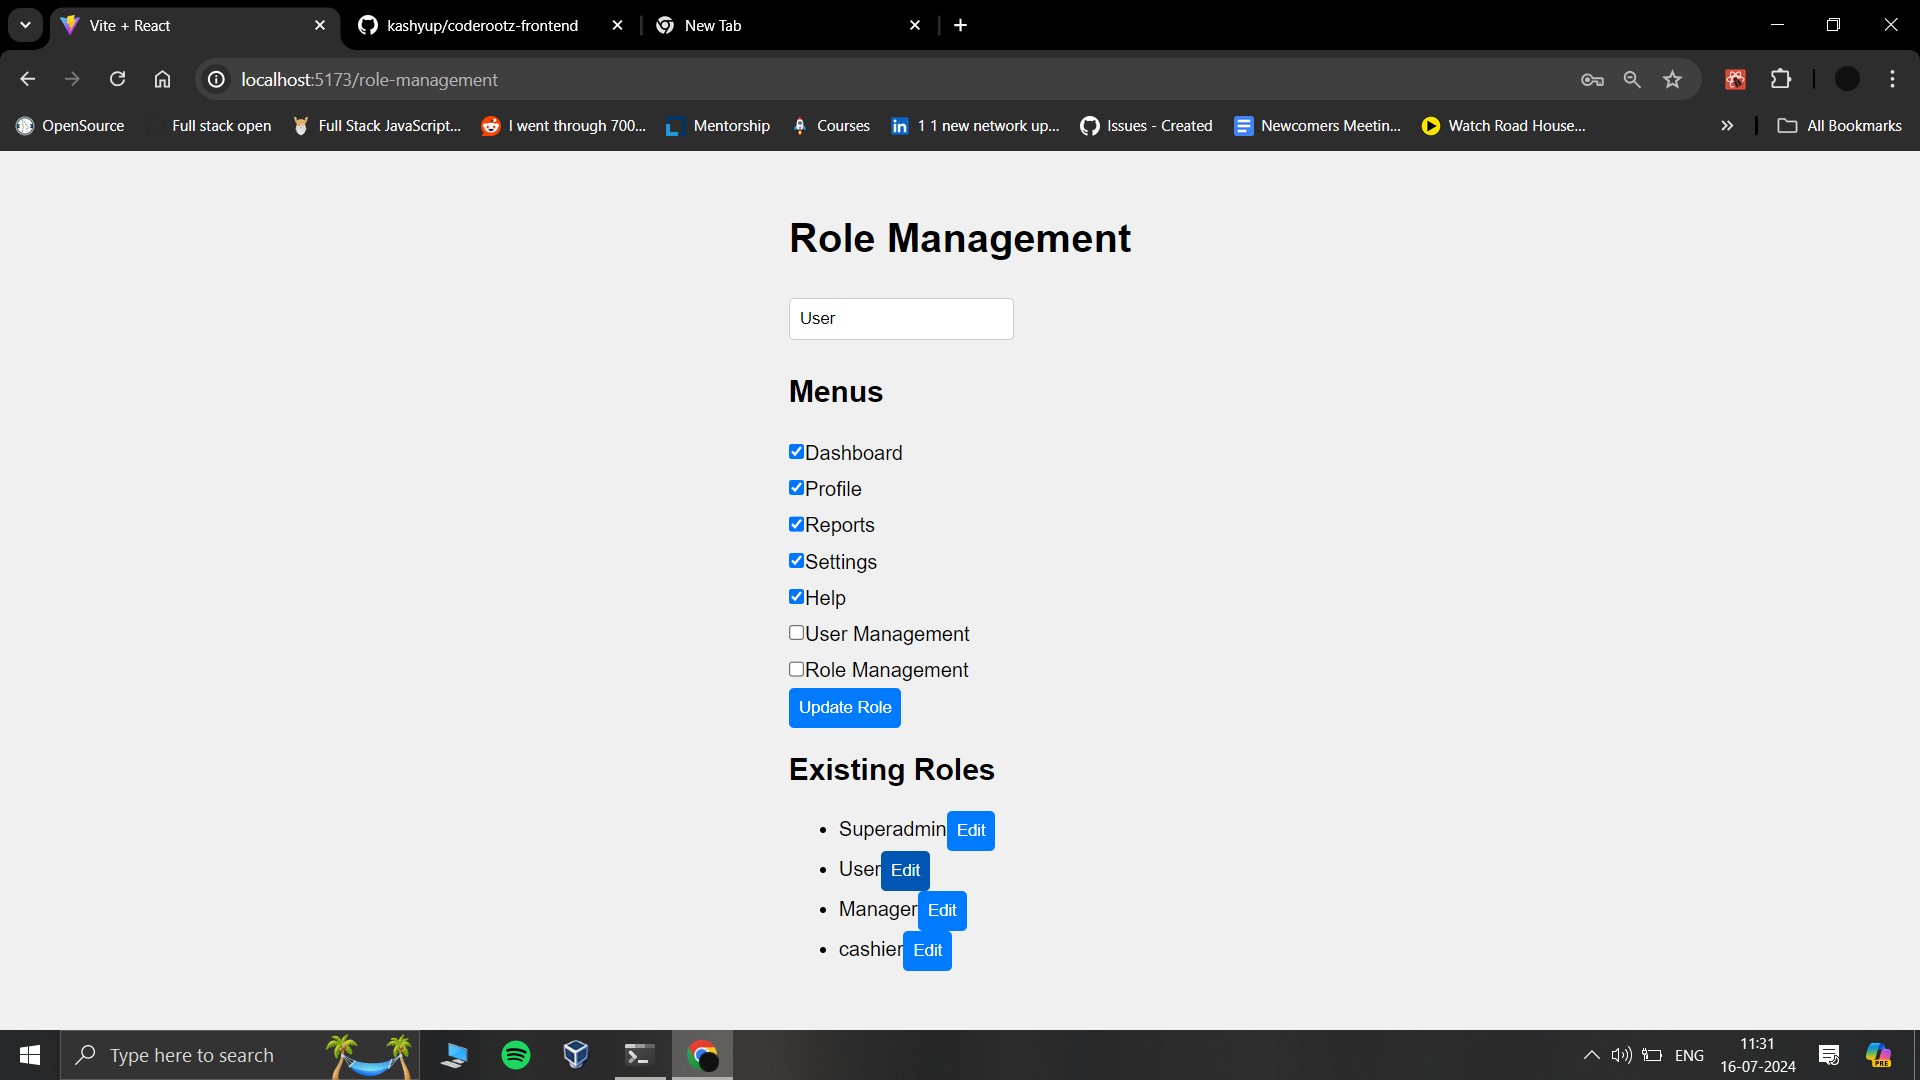 Vite + React
kashyup/coderootz-frontend
New Tab
localhost:5173/role-management
OpenSource
Full stack open
Full Stack JavaScript...
I went through 700...
Mentorship
Courses
1 1 new network up...
Issues - Created
Newcomers Meetin...
Watch Road House...
All Bookmarks
Role Management
User
Menus
Dashboard
Profile
Reports
Settings
Help
User Management
Role Management
Update Role
Existing Roles
• Superadmin Edit
• User Edit
• Manager Edit
• cashier Edit
Type here to search
ENG
11:31
16-07-2024
PRE